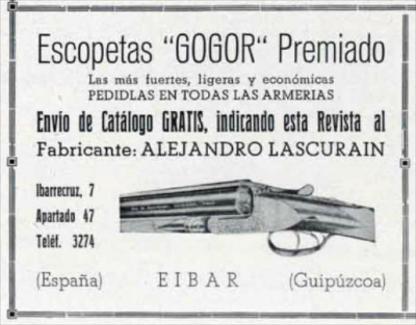 Escopetas “GOGOR“ Premiado
Las más fuertes, ligeras y económicas
PEDIDLAS EN TODAS LAS ARMERIAS
Envío de Catálogo GRATIS, indicando esta Revista al
Fabricante: ALEJANDRO LASCURAIN
Ibarrecruz, 7
Apartado 47
Teléf. 3274
(España) EIBAR (Guipúzcoa)